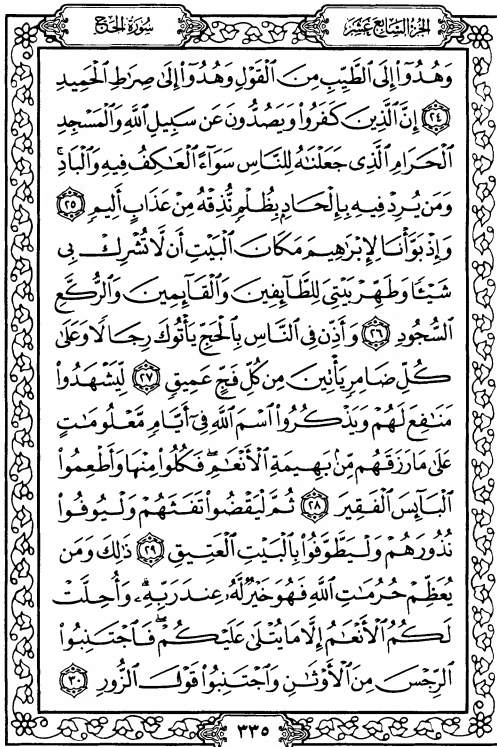 الجزء السابع عشر
سورة الحج
وَهُدُوٓا۟ إِلَى ٱلطَّيِّبِ مِنَ ٱلْقَوْلِ وَهُدُوٓا۟ إِلَىٰ صِرَٰطِ ٱلْحَمِيدِ
﴿٢٤﴾ إِنَّ ٱلَّذِينَ كَفَرُوا۟ وَيَصُدُّونَ عَن سَبِيلِ ٱللَّهِ وَٱلْمَسْجِدِ
ٱلْحَرَامِ ٱلَّذِى جَعَلْنَٰهُ لِلنَّاسِ سَوَآءً ٱلْعَٰكِفُ فِيهِ وَٱلْبَادِ ۚ
وَمَن يُرِدْ فِيهِ بِإِلْحَادٍۭ بِظُلْمٍ نُّذِقْهُ مِنْ عَذَابٍ أَلِيمٍ ﴿٢٥﴾
وَإِذْ بَوَّأْنَا لِإِبْرَٰهِيمَ مَكَانَ ٱلْبَيْتِ أَن لَّا تُشْرِكْ بِى
شَيْـًٔا وَطَهِّرْ بَيْتِىَ لِلطَّآئِفِينَ وَٱلْقَآئِمِينَ وَٱلرُّكَّعِ
ٱلسُّجُودِ ﴿٢٦﴾ وَأَذِّن فِى ٱلنَّاسِ بِٱلْحَجِّ يَأْتُوكَ رِجَالًا وَعَلَىٰ
كُلِّ ضَامِرٍ يَأْتِينَ مِن كُلِّ فَجٍّ عَمِيقٍ ﴿٢٧﴾ لِّيَشْهَدُوا۟
مَنَٰفِعَ لَهُمْ وَيَذْكُرُوا۟ ٱسْمَ ٱللَّهِ فِىٓ أَيَّامٍ مَّعْلُومَٰتٍ
عَلَىٰ مَا رَزَقَهُم مِّنۢ بَهِيمَةِ ٱلْأَنْعَٰمِ ۖ فَكُلُوا۟ مِنْهَا وَأَطْعِمُوا۟
ٱلْبَآئِسَ ٱلْفَقِيرَ ﴿٢٨﴾ ثُمَّ لْيَقْضُوا۟ تَفَثَهُمْ وَلْيُوفُوا۟
نُذُورَهُمْ وَلْيَطَّوَّفُوا۟ بِٱلْبَيْتِ ٱلْعَتِيقِ ﴿٢٩﴾ ذَٰلِكَ وَمَن
يُعَظِّمْ حُرُمَٰتِ ٱللَّهِ فَهُوَ خَيْرٌ لَّهُۥ عِندَ رَبِّهِۦ ۗ وَأُحِلَّتْ
لَكُمُ ٱلْأَنْعَٰمُ إِلَّا مَا يُتْلَىٰ عَلَيْكُمْ ۖ فَٱجْتَنِبُوا۟
ٱلرِّجْسَ مِنَ ٱلْأَوْثَٰنِ وَٱجْتَنِبُوا۟ قَوْلَ ٱلزُّورِ ﴿٣٠﴾
٣٣٥